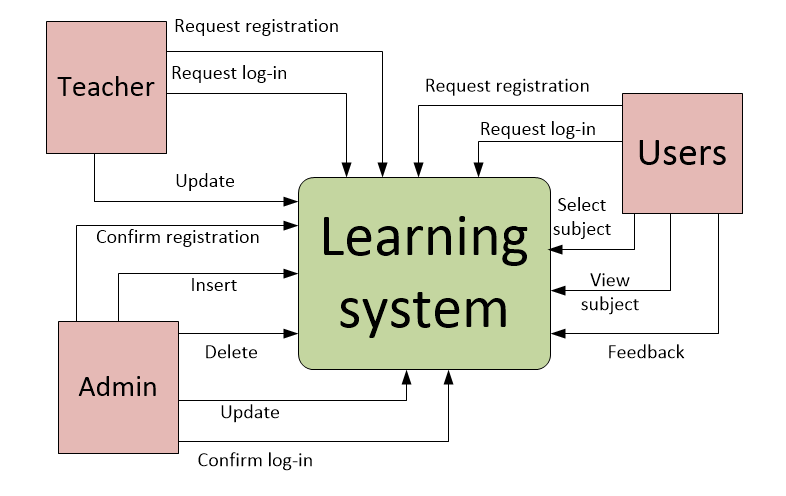 Request registration
Teacher
Request log-in
Request registration
Request log-in
Users
Update
Select
subject
Confirm registration
Learning
system
Insert
View
subject
Delete
Feedback
Admin
Update
Confirm log-in